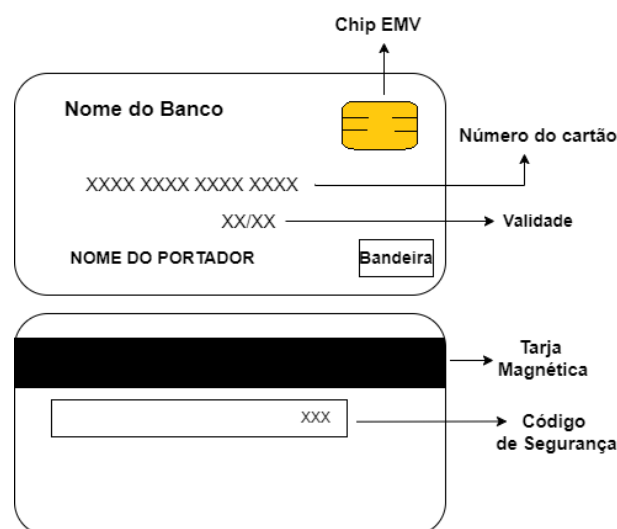 Chip EMV
Nome do Banco
Número do cartão
XXXX XXXX XXXX XXXX
XX/XX
Validade
NOME DO PORTADOR
Bandeira
Tarja
Magnética
XXX
Código
de Segurança